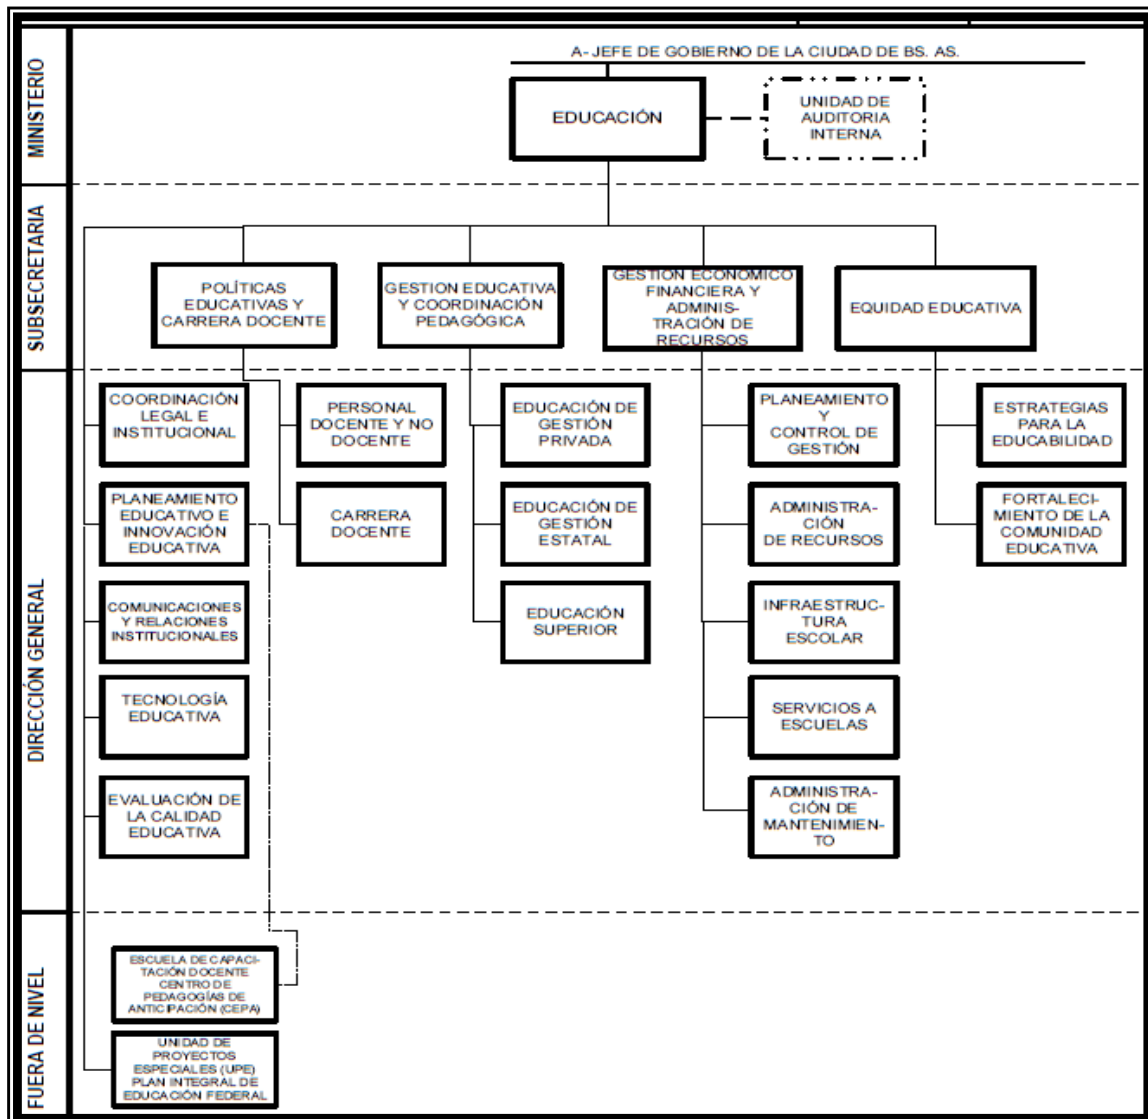 A- JEFE DE GOBIERNO DE LA CIUDAD DE BS. AS.
MINISTERIO
EDUCACIÓN
UNIDAD DE
AUDITORIA
INTERNA
SUBSECRETARIA
POLÍTICAS
EDUCATIVAS Y
CARRERA DOCENTE
GESTION EDUCATIVA
Y COORDINACIÓN
PEDAGÓGICA
GESTION ECONOMICO
FINANCIERA Y
ADMINIS-
TRACIÓN DE
RECURSOS
EQUIDAD EDUCATIVA
DIRECCIÓN GENERAL
COORDINACIÓN
LEGAL E
INSTITUCIONAL
PERSONAL
DOCENTE Y NO
DOCENTE
EDUCACIÓN DE
GESTIÓN
PRIVADA
PLANEAMIENTO
Y
CONTROL DE
GESTIÓN
ESTRATEGIAS
PARA LA
EDUCABILIDAD
PLANEAMIENTO
EDUCATIVO E
INNOVACIÓN
EDUCATIVA
CARRERA
DOCENTE
EDUCACIÓN DE
GESTIÓN
ESTATAL
ADMINISTRA-
CIÓN
DE RECURSOS
FORTALECI-
MIENTO DE LA
COMUNIDAD
EDUCATIVA
COMUNICACIONES
Y RELACIONES
INSTITUCIONALES
EDUCACIÓN
SUPERIOR
INFRAESTRUC-
TURA
ESCOLAR
TECNOLOGÍA
EDUCATIVA
SERVICIOS A
ESCUELAS
EVALUACIÓN DE
LA CALIDAD
EDUCATIVA
ADMINISTRA-
CIÓN DE
MANTENIMIEN-
TO
FUERA DE NIVEL
ESCUELA DE CAPACI-
TACIÓN DOCENTE
CENTRO DE
PEDAGOGÍAS DE
ANTICIPACIÓN (CEPA)
UNIDAD DE
PROYECTOS
ESPECIALES (UPE)
PLAN INTEGRAL DE
EDUCACIÓN FEDERAL